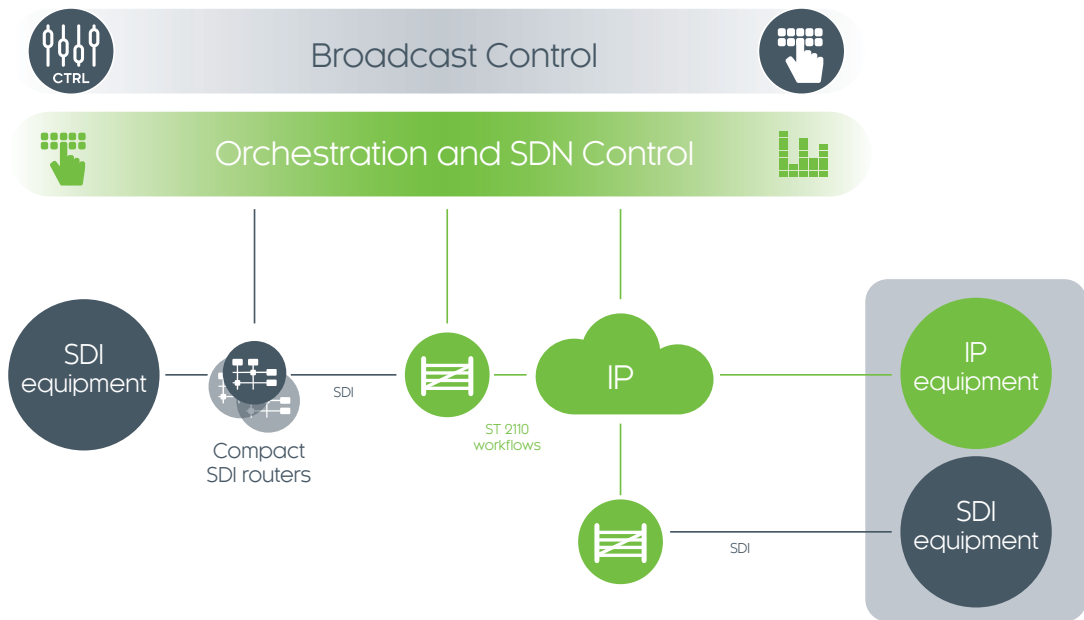 CTRL
Broadcast Control
Orchestration and SDN Control
SDI
equipment
Compact
SDI routers
SDI
ST 2110
workflows
IP
IP
equipment
SDI
SDI
equipment